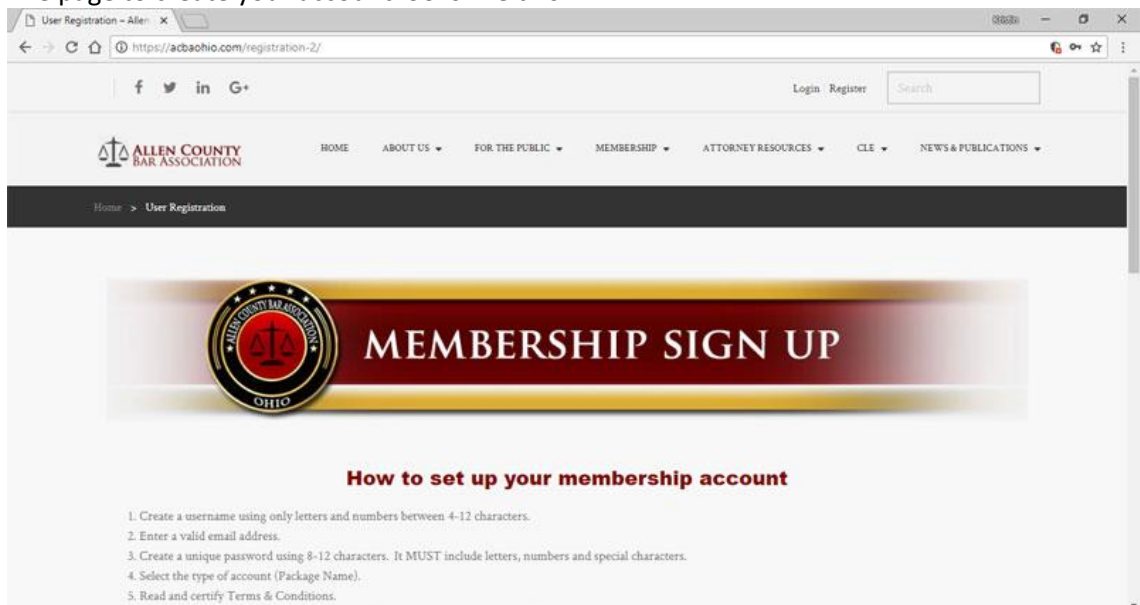 User Registration – Allen
https://acbaohio.com/registration-2/
f in G+
Login Register
Search
ALLEN COUNTY
BAR ASSOCIATION
HOME ABOUT US FOR THE PUBLIC MEMBERSHIP ATTORNEY RESOURCES CLE NEWS & PUBLICATIONS
Home > User Registration
ALLEN COUNTY BAR ASSOCIATION
OHIO
MEMBERSHIP SIGN UP
How to set up your membership account
1. Create a username using only letters and numbers between 4-12 characters.
2. Enter a valid email address.
3. Create a unique password using 8-12 characters. It MUST include letters, numbers and special characters.
4. Select the type of account (Package Name).
5. Read and certify Terms & Conditions.